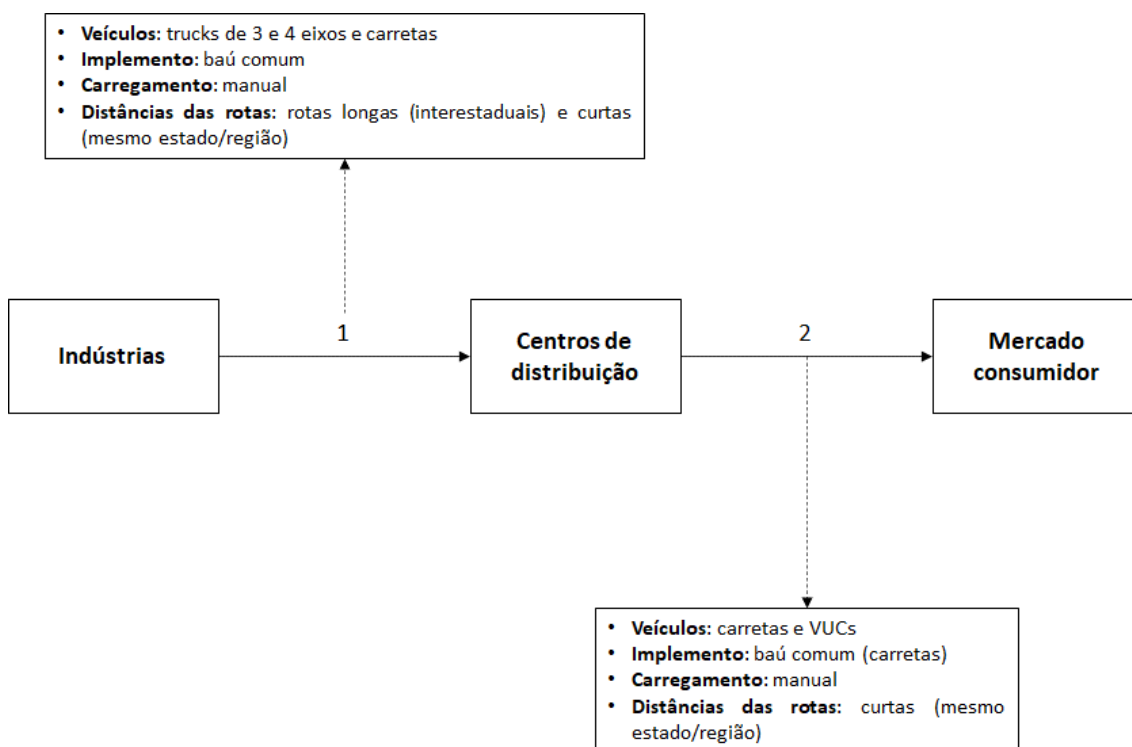 • Veículos: trucks de 3 e 4 eixos e carretas
• Implemento: baú comum
• Carregamento: manual
• Distâncias das rotas: rotas longas (interestaduais) e curtas
(mesmo estado/região)
Indústrias
1
Centros de
distribuição
2
Mercado
consumidor
• Veículos: carretas e VUCs
• Implemento: baú comum (carretas)
• Carregamento: manual
• Distâncias das rotas: curtas (mesmo
estado/região)